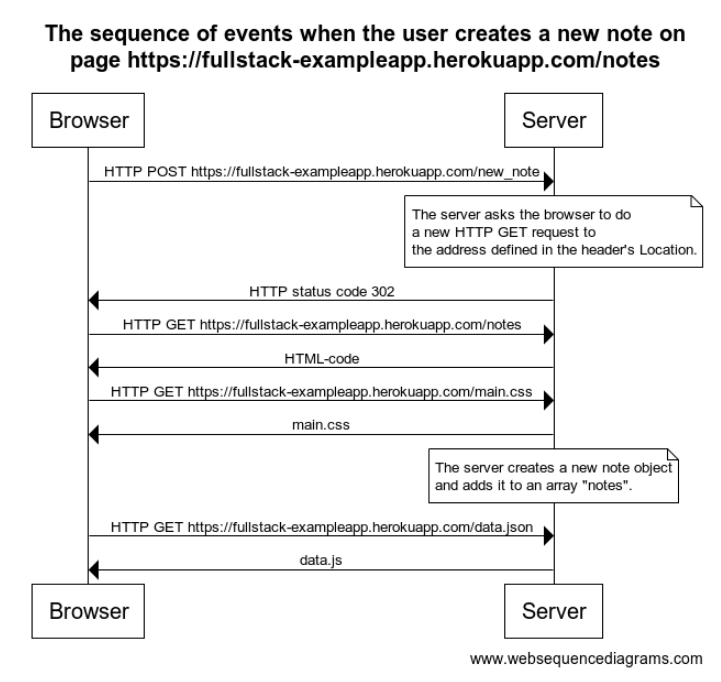 The sequence of events when the user creates a new note on
page https://fullstack-exampleapp.herokuapp.com/notes
Browser
Server
HTTP POST https://fullstack-exampleapp.herokuapp.com/new_note
The server asks the browser to do
a new HTTP GET request to
the address defined in the header's Location.
HTTP status code 302
HTTP GET https://fullstack-exampleapp.herokuapp.com/notes
HTML-code
HTTP GET https://fullstack-exampleapp.herokuapp.com/main.css
main.css
The server creates a new note object
and adds it to an array "notes".
HTTP GET https://fullstack-exampleapp.herokuapp.com/data.json
data.js
Browser
Server
www.websequencediagrams.com